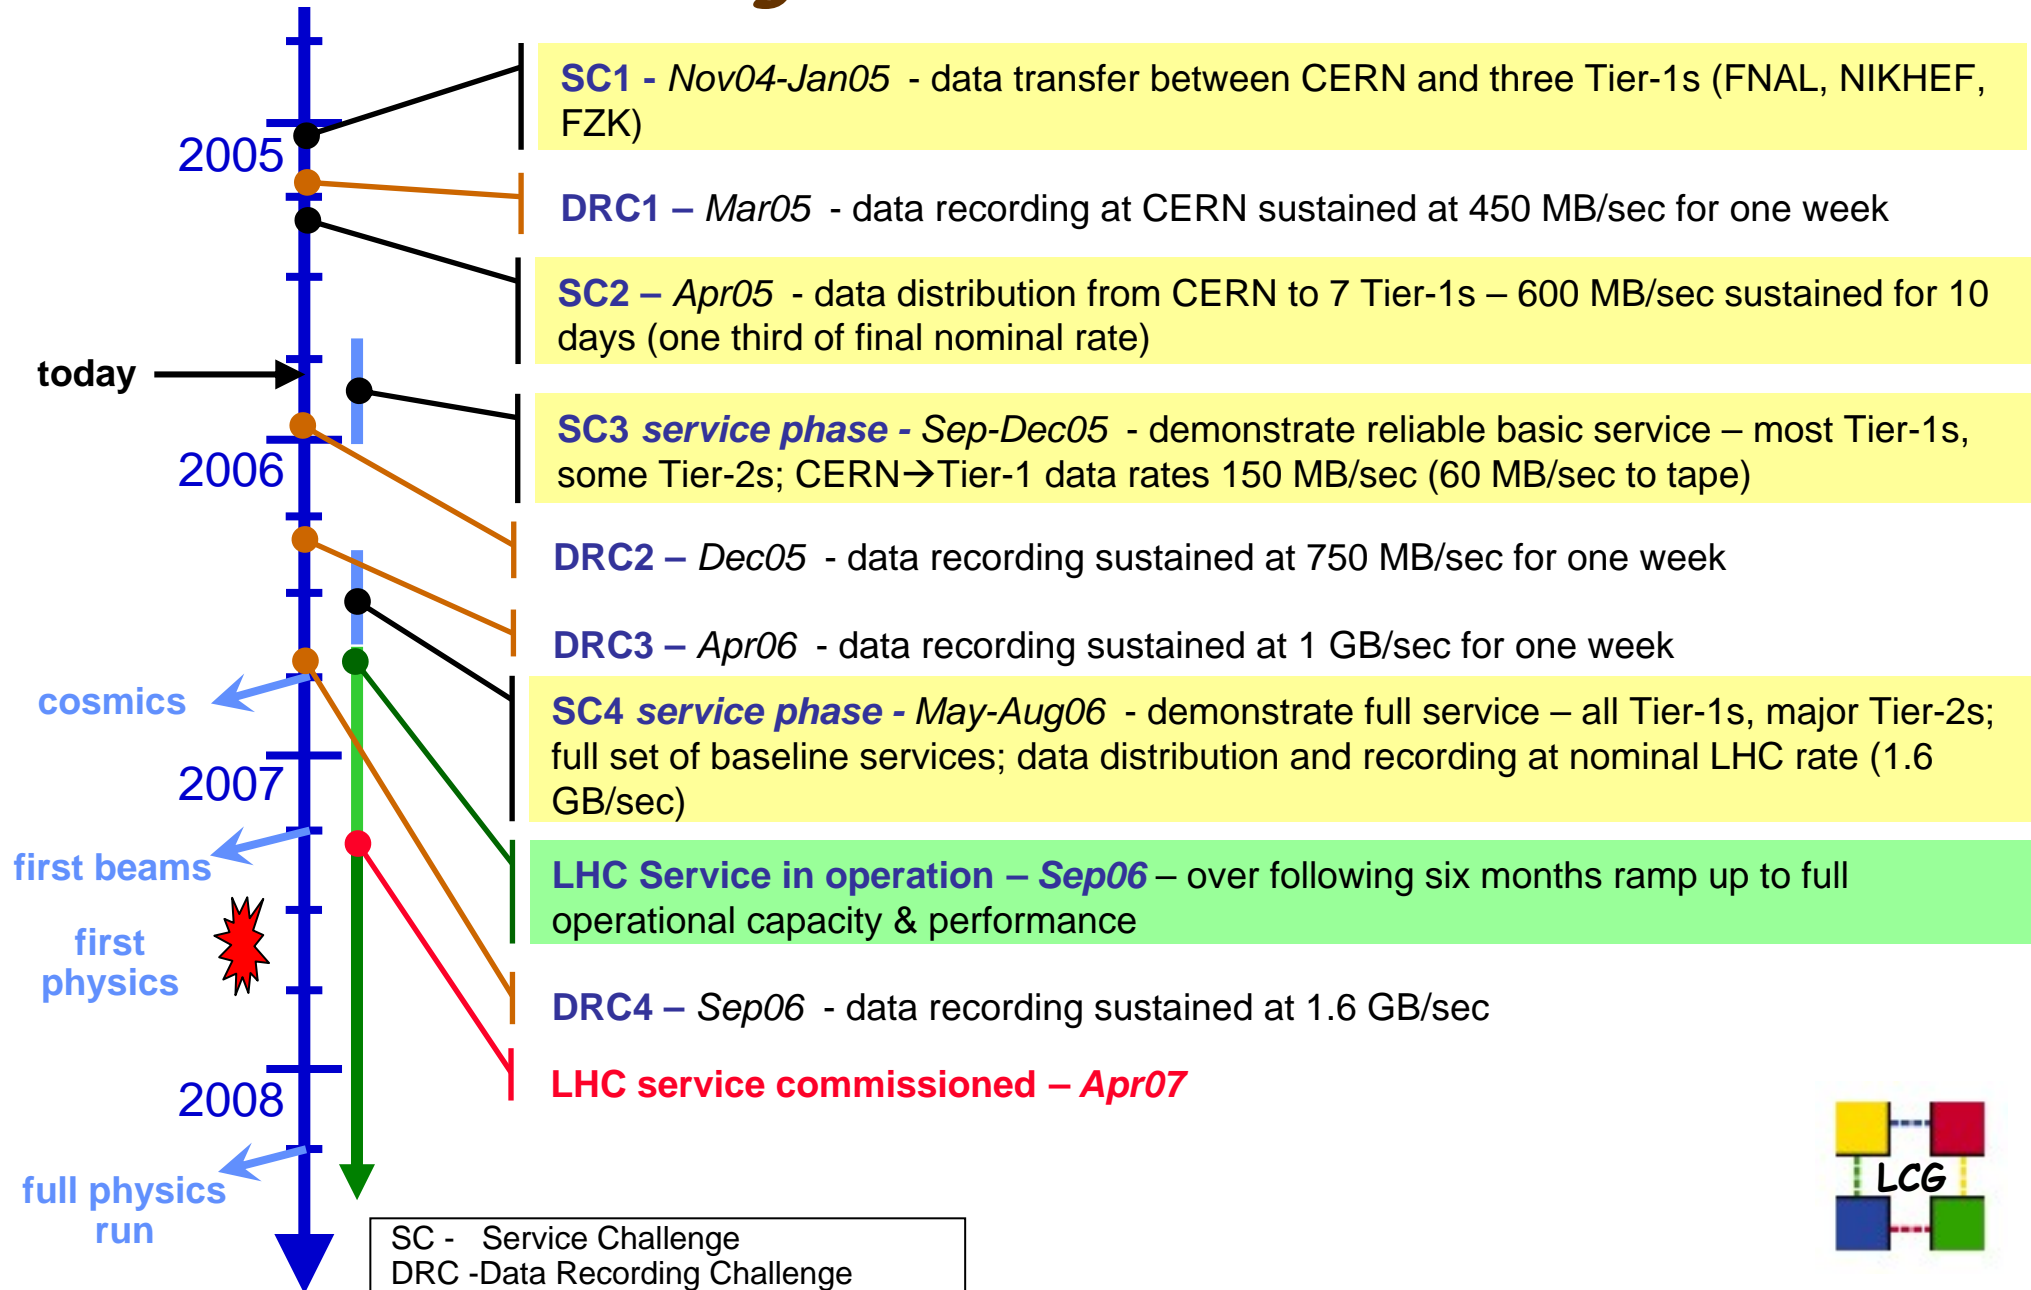 SC1 - Nov04-Jan05 - data transfer between CERN and three Tier-1s (FNAL, NIKHEF,
FZK)
2005
DRC1 – Mar05 - data recording at CERN sustained at 450 MB/sec for one week
SC2 – Apr05 - data distribution from CERN to 7 Tier-1s – 600 MB/sec sustained for 10
days (one third of final nominal rate)
today
SC3 service phase - Sep-Dec05 - demonstrate reliable basic service – most Tier-1s,
some Tier-2s; CERN→Tier-1 data rates 150 MB/sec (60 MB/sec to tape)
2006
DRC2 – Dec05 - data recording sustained at 750 MB/sec for one week
DRC3 – Apr06 - data recording sustained at 1 GB/sec for one week
cosmics
SC4 service phase - May-Aug06 - demonstrate full service – all Tier-1s, major Tier-2s;
full set of baseline services; data distribution and recording at nominal LHC rate (1.6
GB/sec)
2007
first beams
LHC Service in operation – Sep06 – over following six months ramp up to full
operational capacity & performance
first
physics
DRC4 – Sep06 - data recording sustained at 1.6 GB/sec
LHC service commissioned – Apr07
2008
full physics
run
LCG
SC - Service Challenge
DRC -Data Recording Challenge